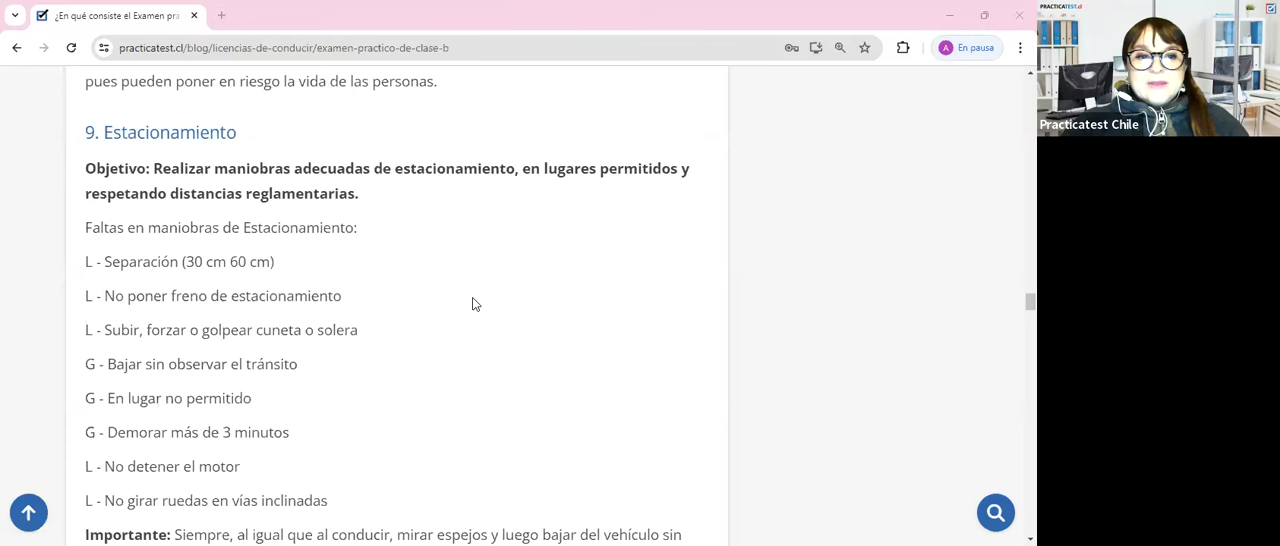 ¿En qué consiste el Examen pra
practicatest.cl/blog/licencias-de-conducir/examen-practico-de-clase-b
A
En pausa
PRACTICATEST.cl
Practicatest Chile
pues pueden poner en riesgo la vida de las personas.
9. Estacionamiento
Objetivo: Realizar maniobras adecuadas de estacionamiento, en lugares permitidos y
respetando distancias reglamentarias.
Faltas en maniobras de Estacionamiento:
L - Separación (30 cm 60 cm)
L - No poner freno de estacionamiento
L - Subir, forzar o golpear cuneta o solera
G - Bajar sin observar el tránsito
G - En lugar no permitido
G - Demorar más de 3 minutos
L - No detener el motor
L - No girar ruedas en vías inclinadas
Importante: Siempre, al igual que al conducir, mirar espejos y luego bajar del vehículo sin